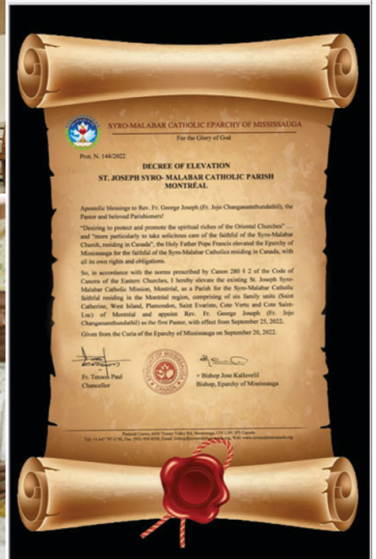 SYRO-MALABAR CATHOLIC EPARCHY OF MISSISSAUGA
For the Glory of God
Prot. N. 144/2022
DECREE OF ELEVATION
ST. JOSEPH SYRO- MALABAR CATHOLIC PARISH
MONTRÉAL
Apostolic blessings to Rev. Fr. George Joseph (Fr. Jojo Changanamthundathil), the
Pastor and beloved Parishioners!
“Desiring to protect and promote the spiritual riches of the Oriental Churches” …
and “more particularly to take solicitous care of the faithful of the Syro-Malabar
Church, residing in Canada”, the Holy Father Pope Francis elevated the Eparchy of
Mississauga for the faithful of the Syro-Malabar Catholics residing in Canada, with
all its own rights and obligations.
So, in accordance with the norms prescribed by Canon 280 § 2 of the Code of
Canons of the Eastern Churches, I hereby elevate the existing St. Joseph Syro-
Malabar Catholic Mission, Montréal, as a Parish for the Syro-Malabar Catholic
faithful residing in the Montréal region, comprising of six family units (Saint
Catherine, West Island, Plamondon, Saint Evariste, Cote Vertu and Cote Saint-
Luc) of Montréal and appoint Rev. Fr. George Joseph (Fr. Jojo
Changanamthundathil) as the first Pastor, with effect from September 25, 2022.
Given from the Curia of the Eparchy of Mississauga on September 20, 2022.
Fr. Tenson Paul
Chancellor
+ Bishop Jose Kalluvelil
Bishop, Eparchy of Mississauga